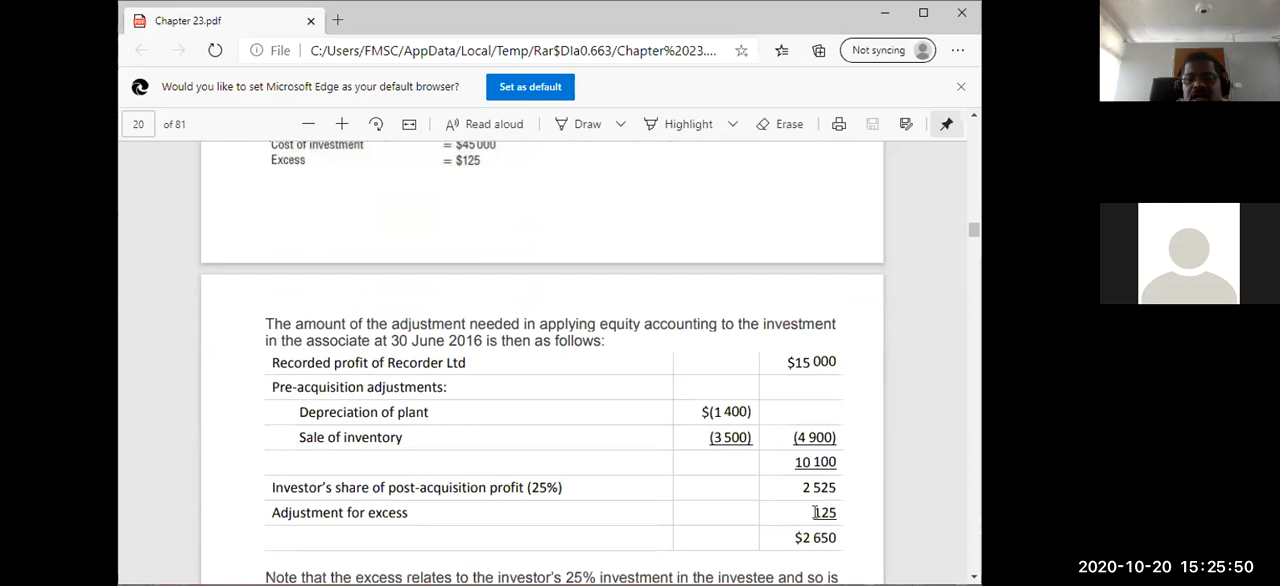 Chapter 23.pdf
File C:/Users/FMSC/AppData/Local/Temp/Rar$DIa0.663/Chapter%2023.... Not syncing
Would you like to set Microsoft Edge as your default browser? Set as default
20 of 81 Read aloud Draw Highlight Erase
Cost of investment = $45 000
Excess = $125
The amount of the adjustment needed in applying equity accounting to the investment
in the associate at 30 June 2016 is then as follows:
Recorded profit of Recorder Ltd $15 000
Pre-acquisition adjustments:
Depreciation of plant $(1 400)
Sale of inventory (3 500) (4 900)
10 100
Investor's share of post-acquisition profit (25%) 2 525
Adjustment for excess 125
$2 650
Note that the excess relates to the investor's 25% investment in the investee and so is
2020-10-20 15:25:50